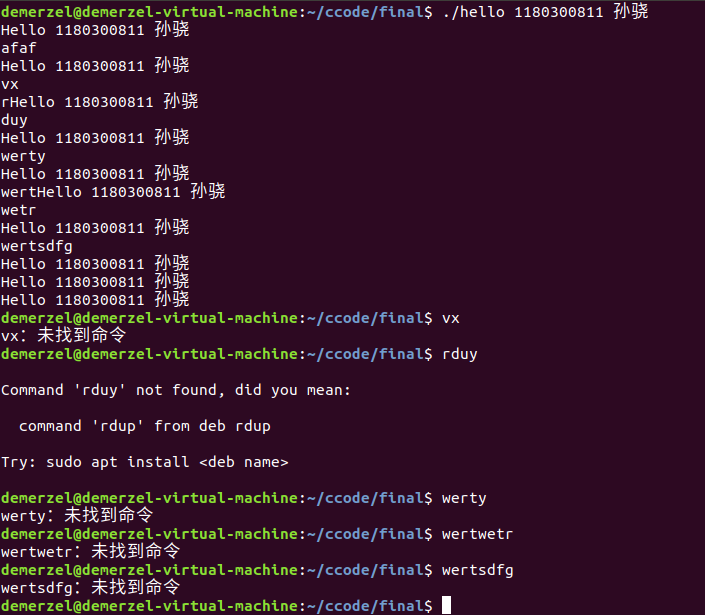 demerzel@demerzel-virtual-machine:~/ccode/final$ ./hello 1180300811 孙骁
Hello 1180300811 孙骁
afaf
Hello 1180300811 孙骁
vx
rHello 1180300811 孙骁
duy
Hello 1180300811 孙骁
werty
Hello 1180300811 孙骁
wertHello 1180300811 孙骁
wetr
Hello 1180300811 孙骁
wertsdfg
Hello 1180300811 孙骁
Hello 1180300811 孙骁
Hello 1180300811 孙骁
demerzel@demerzel-virtual-machine:~/ccode/final$ vx
vx：未找到命令
demerzel@demerzel-virtual-machine:~/ccode/final$ rduy
Command 'rduy' not found, did you mean:
command 'rdup' from deb rdup
Try: sudo apt install <deb name>
demerzel@demerzel-virtual-machine:~/ccode/final$ werty
werty：未找到命令
demerzel@demerzel-virtual-machine:~/ccode/final$ wertwetr
wertwetr：未找到命令
demerzel@demerzel-virtual-machine:~/ccode/final$ wertsdfg
wertsdfg：未找到命令
demerzel@demerzel-virtual-machine:~/ccode/final$